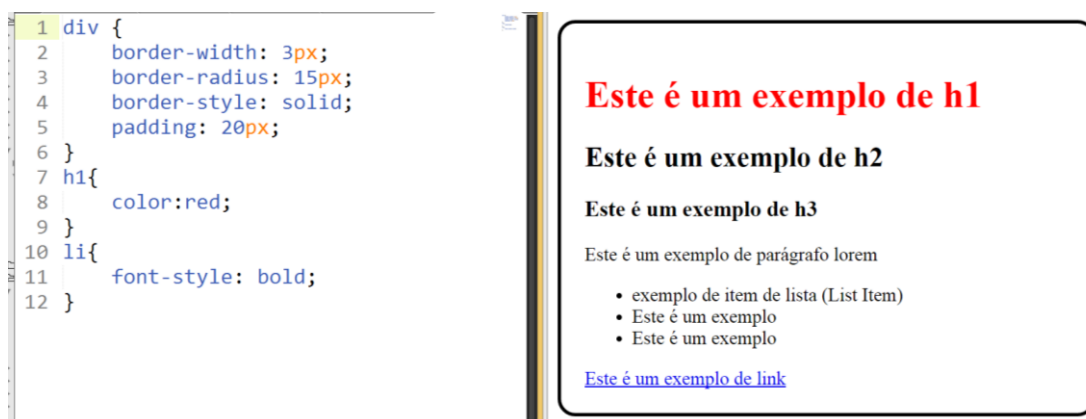 1 div {
2 border-width: 3px;
3 border-radius: 15px;
4 border-style: solid;
5 padding: 20px;
6 }
7 h1{
8 color:red;
9 }
10 li{
11 font-style: bold;
12 }
Este é um exemplo de h1
Este é um exemplo de h2
Este é um exemplo de h3
Este é um exemplo de parágrafo lorem
• exemplo de item de lista (List Item)
• Este é um exemplo
• Este é um exemplo
Este é um exemplo de link